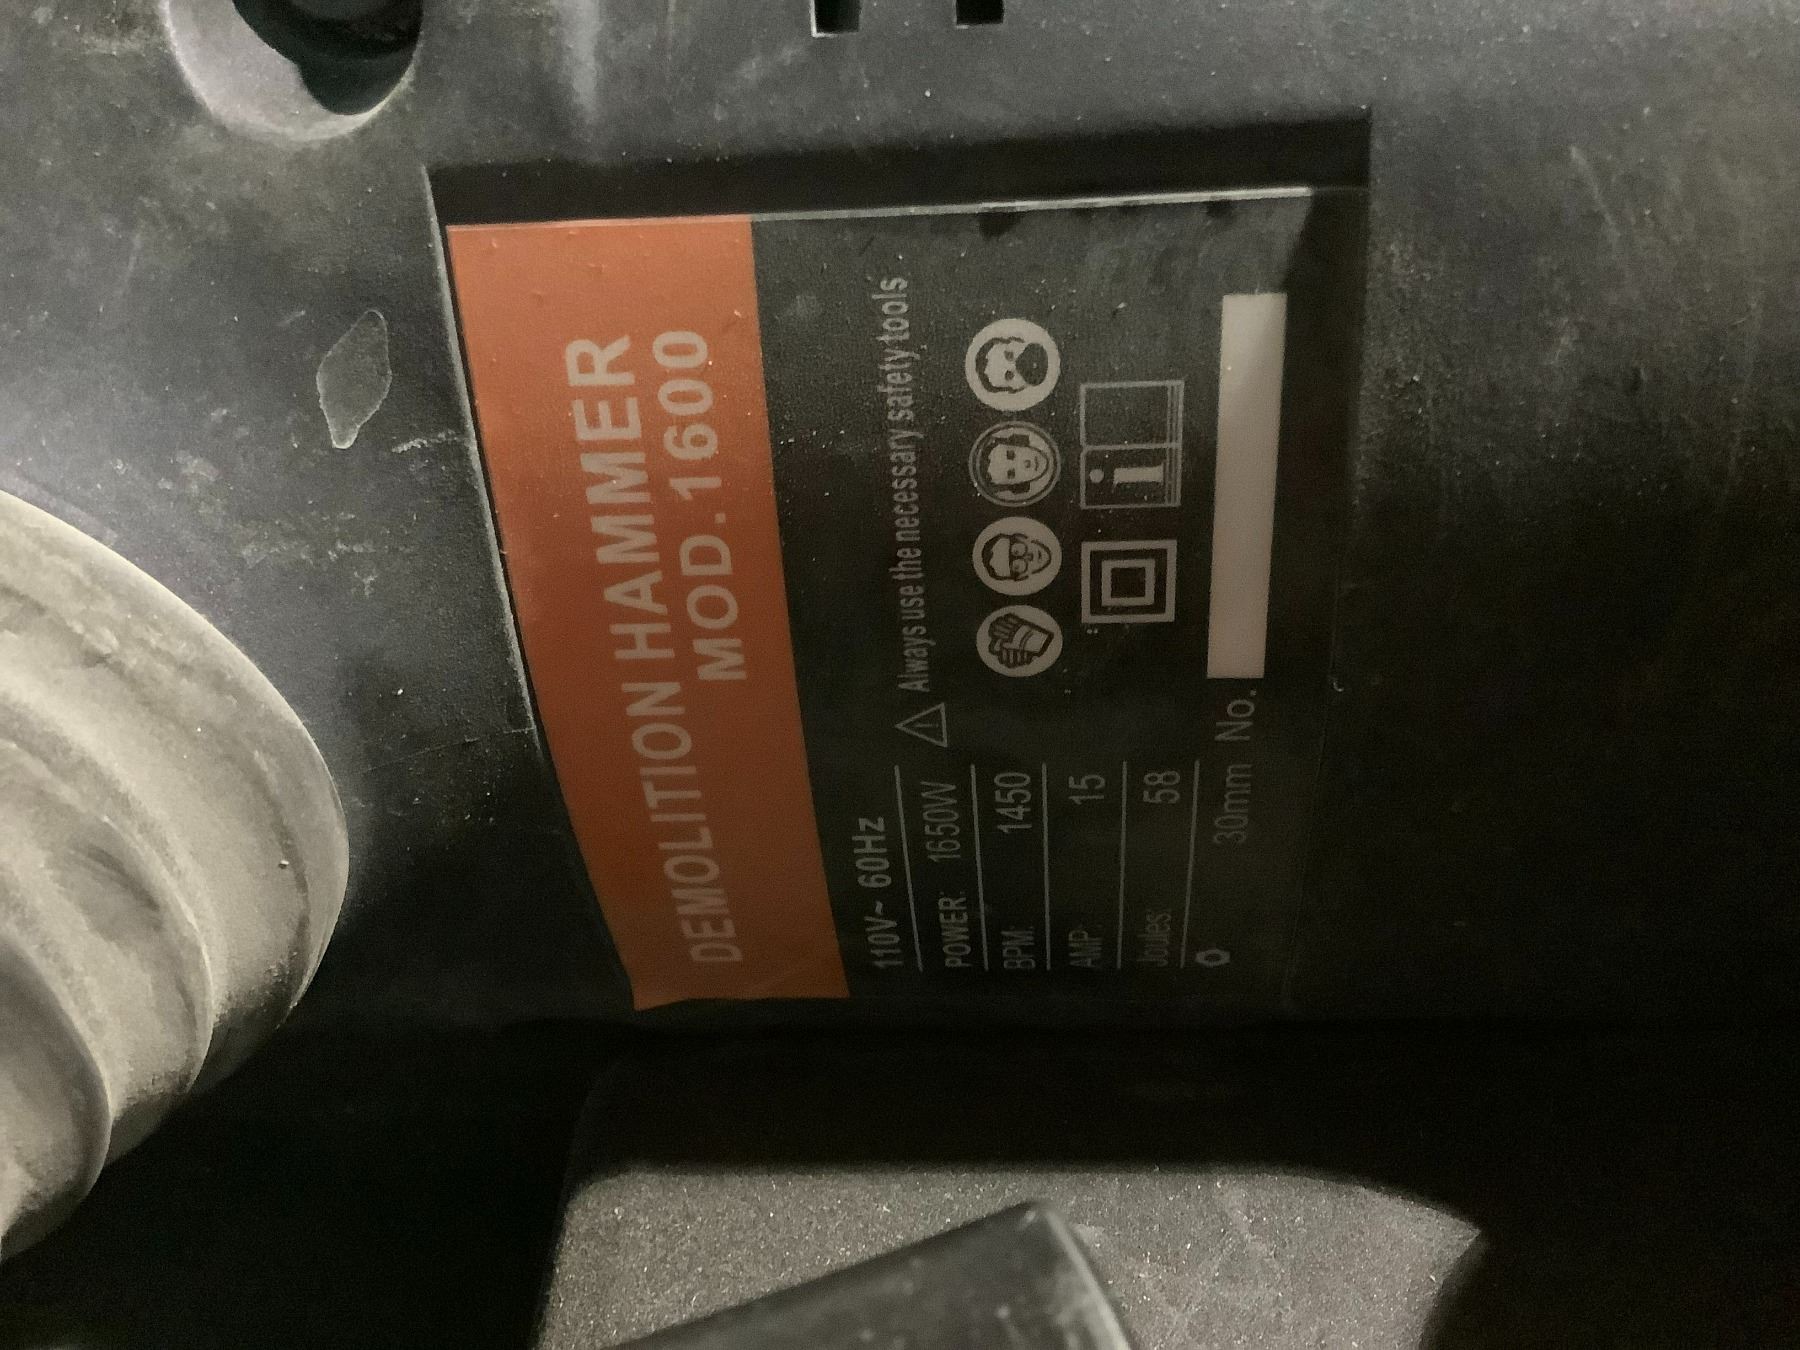 DEMOLITION HAMMER
MOD.1600
110V~ 60Hz
POWER: 1650W
BPM: 1450
AMP: 15
Joules: 58
30mm No.
Always use the necessary safety tools
i